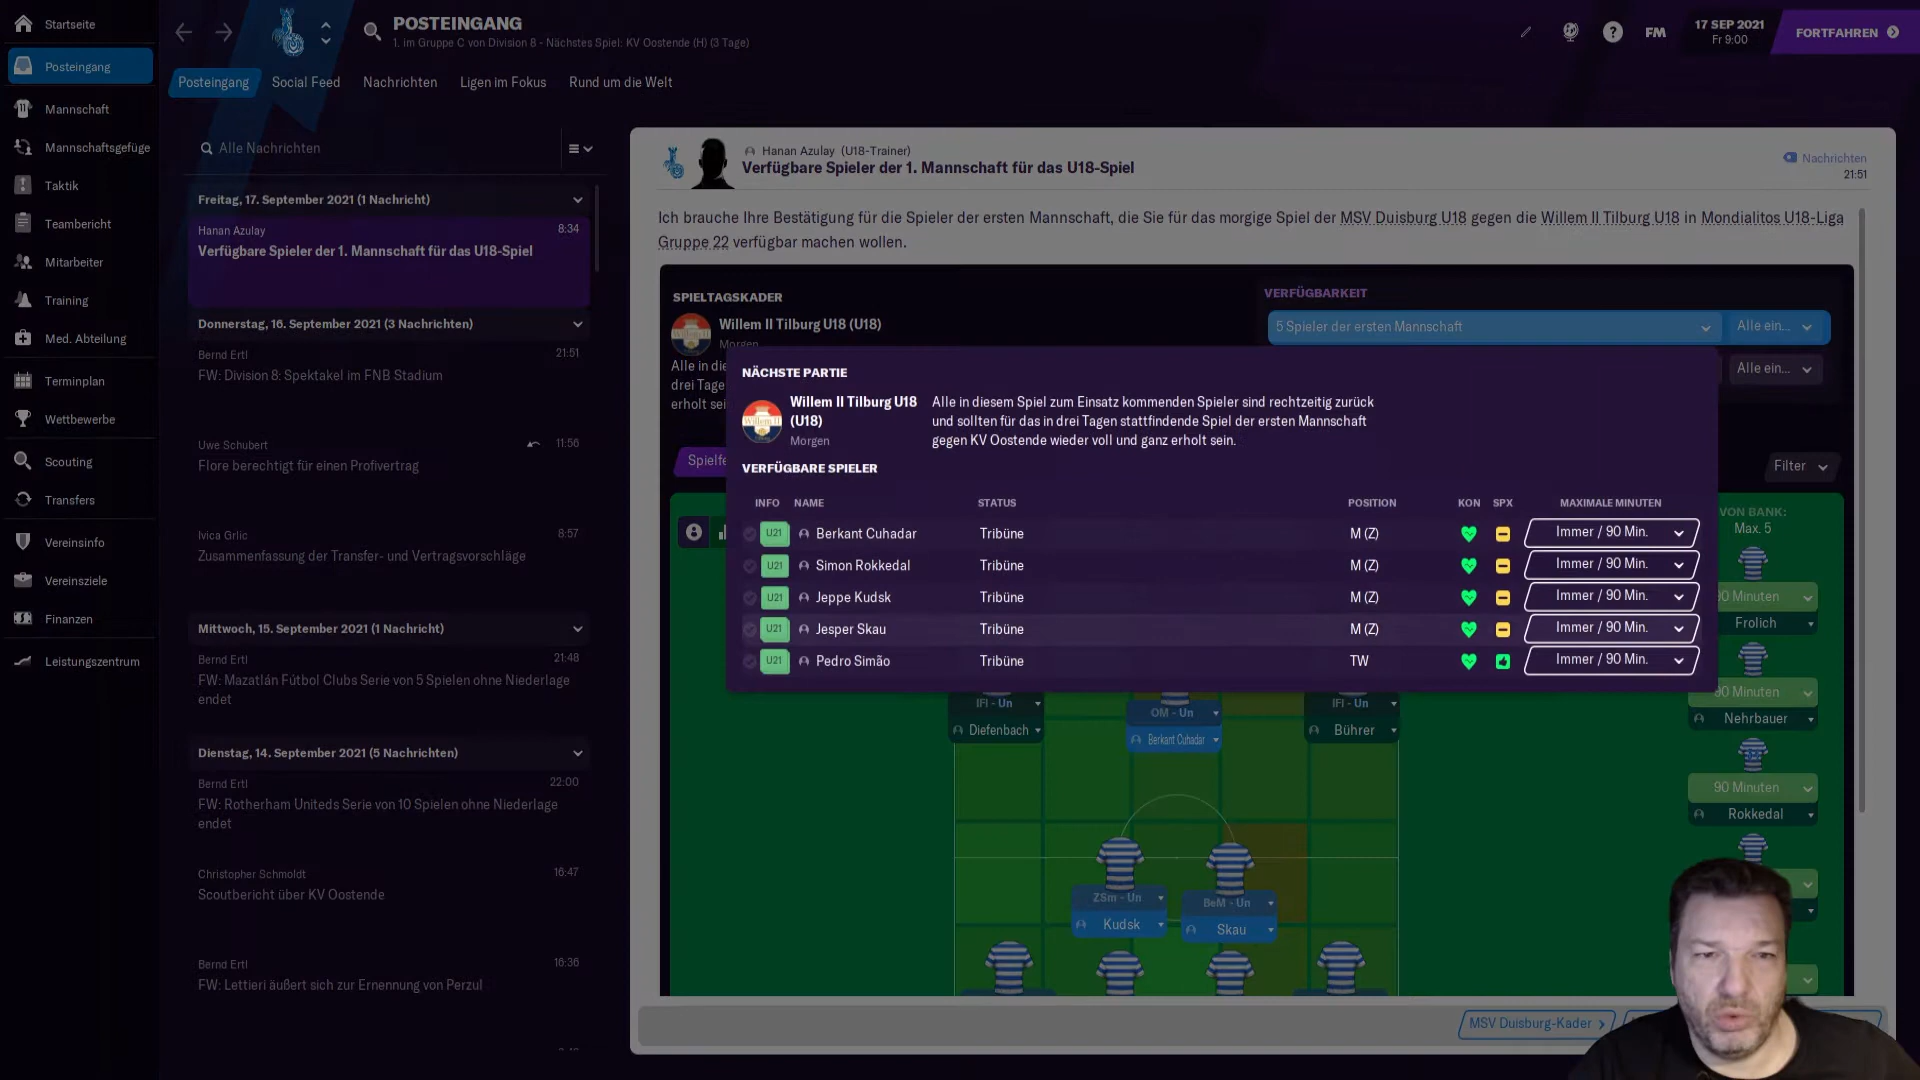 Startseite
Posteingang
Mannschaft
Mannschaftsgefüge
Taktik
Teambericht
Mitarbeiter
Training
Med. Abteilung
Terminplan
Wettbewerbe
Scouting
Transfers
Vereinsinfo
Vereinsziele
Finanzen
Leistungszentrum
POSTEINGANG
1. im Gruppe C von Division 8 - Nächstes Spiel: KV Oostende (H) (3 Tage)
FM
17 SEP 2021
Fr 9:00
FORTFAHREN
Posteingang Social Feed Nachrichten Ligen im Fokus Rund um die Welt
Alle Nachrichten
Freitag, 17. September 2021 (1 Nachricht)
Hanan Azulay 8:34
Verfügbare Spieler der 1. Mannschaft für das U18-Spiel
Donnerstag, 16. September 2021 (3 Nachrichten)
Bernd Ertl 21:51
FW: Division 8: Spektakel im FNB Stadium
Uwe Schubert 11:56
Flore berechtigt für einen Profivertrag
Ivica Grlic 8:57
Zusammenfassung der Transfer- und Vertragsvorschläge
Mittwoch, 15. September 2021 (1 Nachricht)
Bernd Ertl 21:48
FW: Mazatlán Fútbol Clubs Serie von 5 Spielen ohne Niederlage
endet
Dienstag, 14. September 2021 (5 Nachrichten)
Bernd Ertl 22:00
FW: Rotherham Uniteds Serie von 10 Spielen ohne Niederlage
endet
Christopher Schmoldt 16:47
Scoutbericht über KV Oostende
Bernd Ertl 16:36
FW: Lettieri äußert sich zur Ernennung von Perzul
Hanan Azulay (U18-Trainer)
Verfügbare Spieler der 1. Mannschaft für das U18-Spiel
Nachrichten
21:51
Ich brauche Ihre Bestätigung für die Spieler der ersten Mannschaft, die Sie für das morgige Spiel der MSV Duisburg U18 gegen die Willem II Tilburg U18 in Mondialitos U18-Liga
Gruppe 22 verfügbar machen wollen.
SPIELTAGSKADER
Willem II Tilburg U18 (U18)
Morgen
Alle in die
drei Tage
erholt sei
VERFÜGBARKEIT
5 Spieler der ersten Mannschaft Alle ein...
Alle ein...
Spielfe
Filter
NÄCHSTE PARTIE
Willem II Tilburg U18
(U18)
Morgen
Alle in diesem Spiel zum Einsatz kommenden Spieler sind rechtzeitig zurück
und sollten für das in drei Tagen stattfindende Spiel der ersten Mannschaft
gegen KV Oostende wieder voll und ganz erholt sein.
VERFÜGBARE SPIELER
INFO NAME STATUS POSITION KON SPX MAXIMALE MINUTEN
U21 Berkant Cuhadar Tribüne M (Z) Immer / 90 Min.
U21 Simon Rokkedal Tribüne M (Z) Immer / 90 Min.
U21 Jeppe Kudsk Tribüne M (Z) Immer / 90 Min.
U21 Jesper Skau Tribüne M (Z) Immer / 90 Min.
U21 Pedro Simão Tribüne TW Immer / 90 Min.
VON BANK:
Max. 5
90 Minuten
Frolich
90 Minuten
Nehrbauer
90 Minuten
Rokkedal
IFl - Un
Diefenbach
OM - Un
Berkant Cuhadar
IFl - Un
Bührer
ZSm - Un
Kudsk
BeM - Un
Skau
MSV Duisburg-Kader